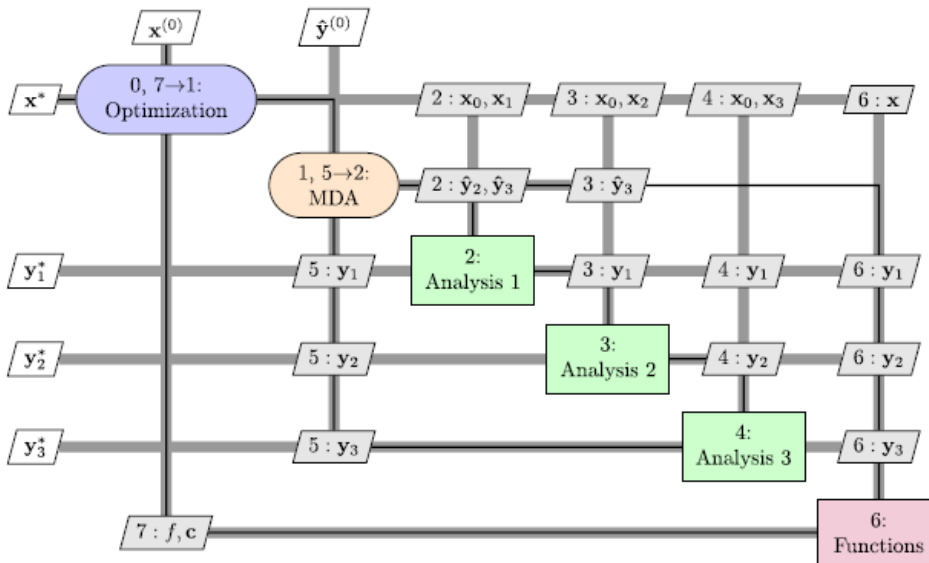 x⁽⁰⁾
ŷ⁽⁰⁾
x*
0, 7→1:
Optimization
2 : x₀, x₁
3 : x₀, x₂
4 : x₀, x₃
6 : x
1, 5→2:
MDA
2 : ŷ₂, ŷ₃
3 : ŷ₃
y₁*
5 : y₁
2:
Analysis 1
3 : y₁
4 : y₁
6 : y₁
y₂*
5 : y₂
3:
Analysis 2
4 : y₂
6 : y₂
y₃*
5 : y₃
4:
Analysis 3
6 : y₃
7 : f, c
6:
Functions